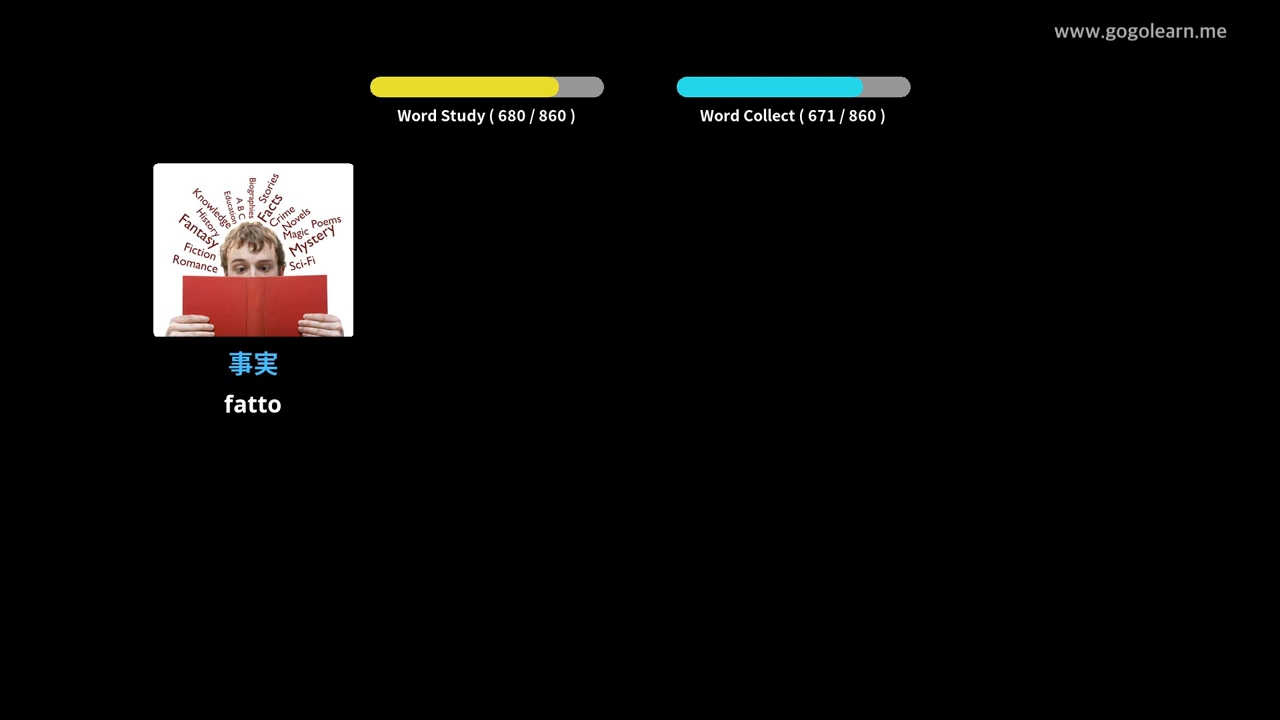 www.gogolearn.me
Word Study ( 680 / 860 )
Word Collect ( 671 / 860 )
Romance
Fiction
Fantasy
History
Knowledge
Education
A B C
Biographies
Stories
Facts
Crime
Novels
Magic
Poems
Mystery
Sci-Fi
事実
fatto